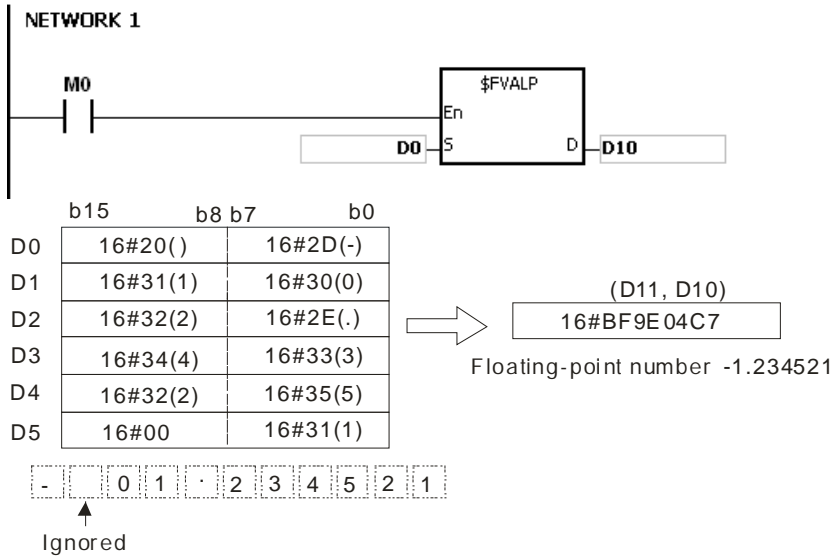 NETWORK 1
M0
$FVALP
En
D0 S D D10
b15 b8 b7 b0
D0 16#20( ) 16#2D(-)
D1 16#31(1) 16#30(0)
D2 16#32(2) 16#2E(.)
D3 16#34(4) 16#33(3)
D4 16#32(2) 16#35(5)
D5 16#00 16#31(1)
(D11, D10)
16#BF9E04C7
Floating-point number -1.234521
- 0 1 . 2 3 4 5 2 1
Ignored